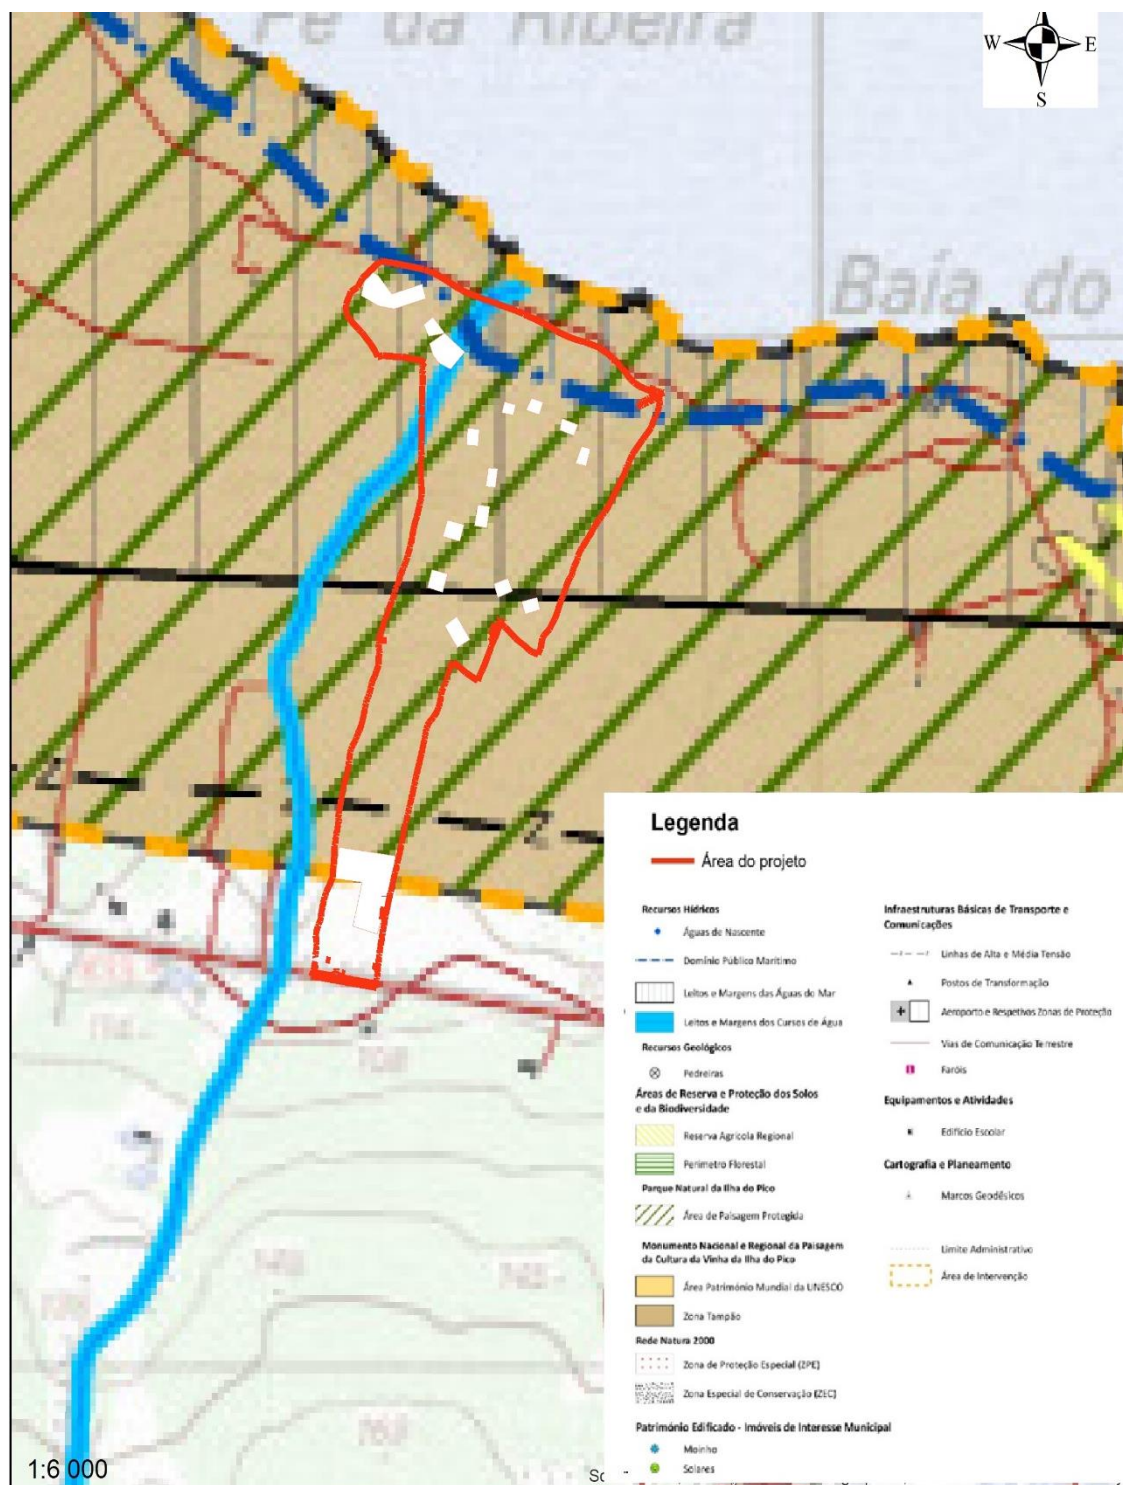 Pé da Ribeira
W
E
S
Baía do
Legenda
Área do projeto
Recursos Hídricos
Águas de Nascente
Domínio Público Marítimo
Leitos e Margens das Águas do Mar
Leitos e Margens dos Cursos de Água
Recursos Geológicos
Pedreiras
Áreas de Reserva e Proteção dos Solos
e da Biodiversidade
Reserva Agrícola Regional
Perímetro Florestal
Parque Natural da Ilha do Pico
Área de Paisagem Protegida
Monumento Nacional e Regional da Paisagem
da Cultura da Vinha da Ilha do Pico
Área Património Mundial da UNESCO
Zona Tampão
Rede Natura 2000
Zona de Proteção Especial (ZPE)
Zona Especial de Conservação (ZEC)
Património Edificado - Imóveis de Interesse Municipal
Moinho
Solares
Infraestruturas Básicas de Transporte e
Comunicações
Linhas de Alta e Média Tensão
Postos de Transformação
Aeroporto e Respetivos Zonas de Proteção
Vias de Comunicação Terrestre
Faróis
Equipamentos e Atividades
Edifício Escolar
Cartografia e Planeamento
Marcos Geodésicos
Limite Administrativo
Área de Intervenção
1:6 000